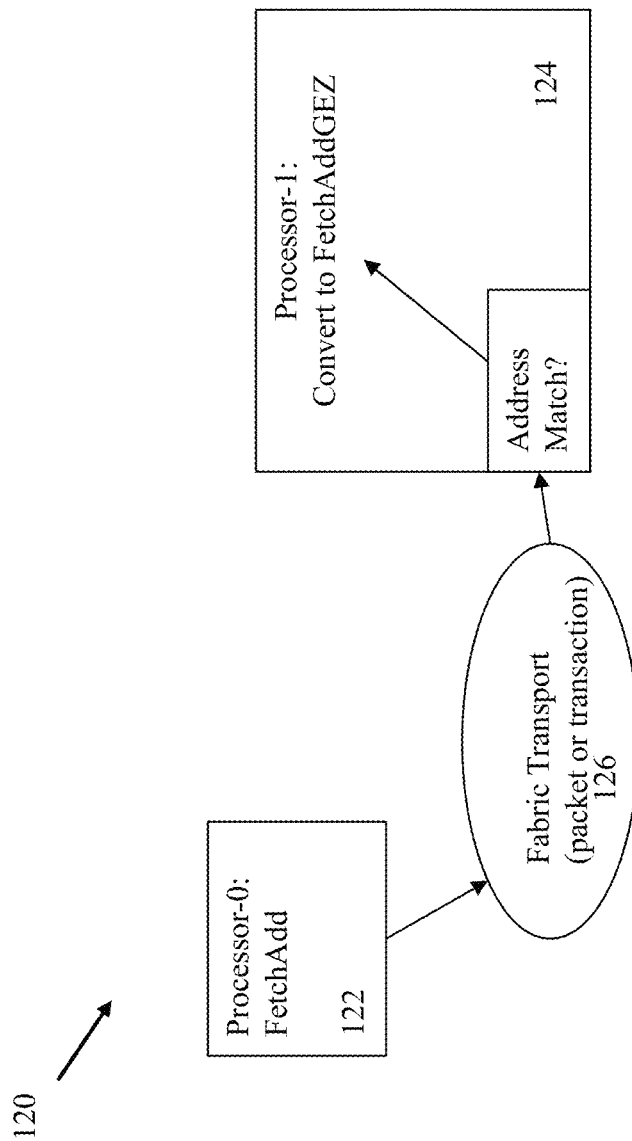 120
Processor-0:
FetchAdd
122
Fabric Transport
(packet or transaction)
126
Address
Match?
Processor-1:
Convert to FetchAddGEZ
124